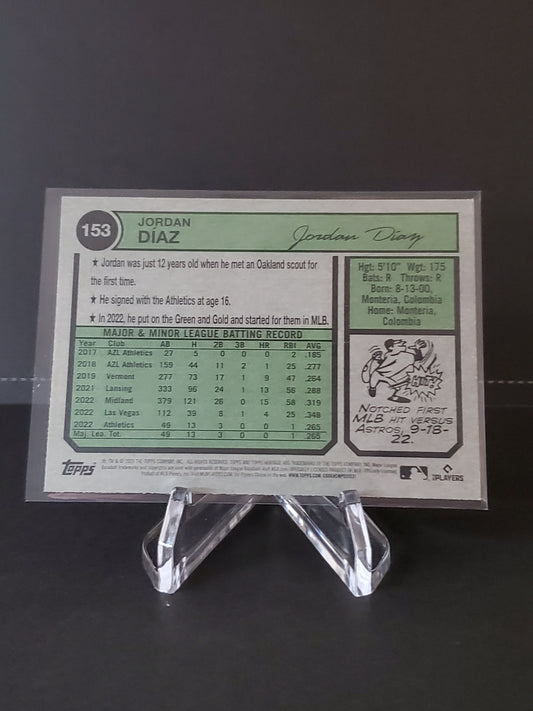 153
JORDAN
DÍAZ
Jordan Diaz
★ Jordan was just 12 years old when he met an Oakland scout for
the first time.
★ He signed with the Athletics at age 16.
★ In 2022, he put on the Green and Gold and started for them in MLB.
MAJOR & MINOR LEAGUE BATTING RECORD
Year Club AB H 2B 3B HR RBI AVG
2017 AZL Athletics 27 5 0 0 0 2 .185
2018 AZL Athletics 159 44 11 2 1 25 .277
2019 Vermont 277 73 17 1 9 47 .264
2021 Lansing 333 96 24 1 13 56 .288
2022 Midland 379 121 26 0 15 58 .319
2022 Las Vegas 112 39 8 1 4 25 .348
2022 Athletics 49 13 3 0 0 1 .265
Maj. Lea. Tot. 49 13 3 0 0 1 .265
Hgt: 5'10" Wgt: 175
Bats: R Throws: R
Born: 8-13-00,
Monteria, Colombia
Home: Monteria,
Colombia
NOTCHED FIRST
MLB HIT VERSUS
ASTROS, 9-18-
22.
Topps
PLAYERS